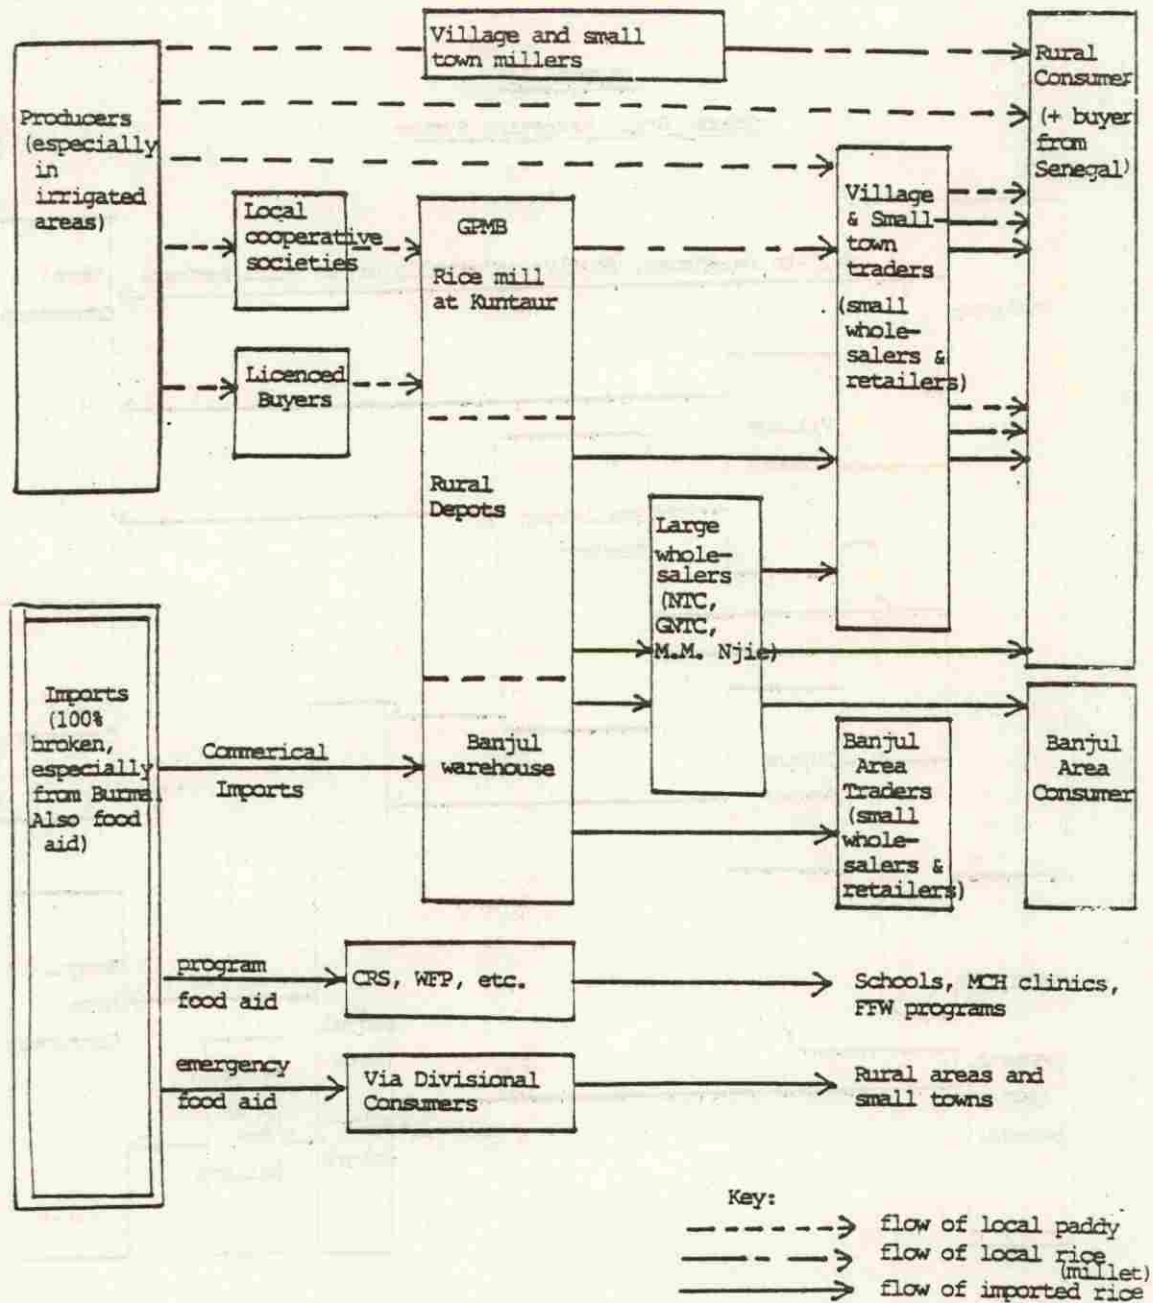 Village and small
town millers
Rural
Consumer
(+ buyer
from
Senegal)
Producers
(especially
in
irrigated
areas)
Local
cooperative
societies
GPMB
Rice mill
at Kuntaur
Village
& Small
town
traders
(small
whole-
salers &
retailers)
Licenced
Buyers
Rural
Depots
Large
whole-
salers
(NTC,
GNTC,
M.M. Njie)
Imports
(100%
broken,
especially
from Burma.
Also food
aid)
Commerical
Imports
Banjul
warehouse
Banjul
Area
Traders
(small
whole-
salers &
retailers)
Banjul
Area
Consumer
program
food aid
CRS, WFP, etc.
Schools, MCH clinics,
FFW programs
emergency
food aid
Via Divisional
Consumers
Rural areas and
small towns
Key:
flow of local paddy
flow of local rice
(millet)
flow of imported rice